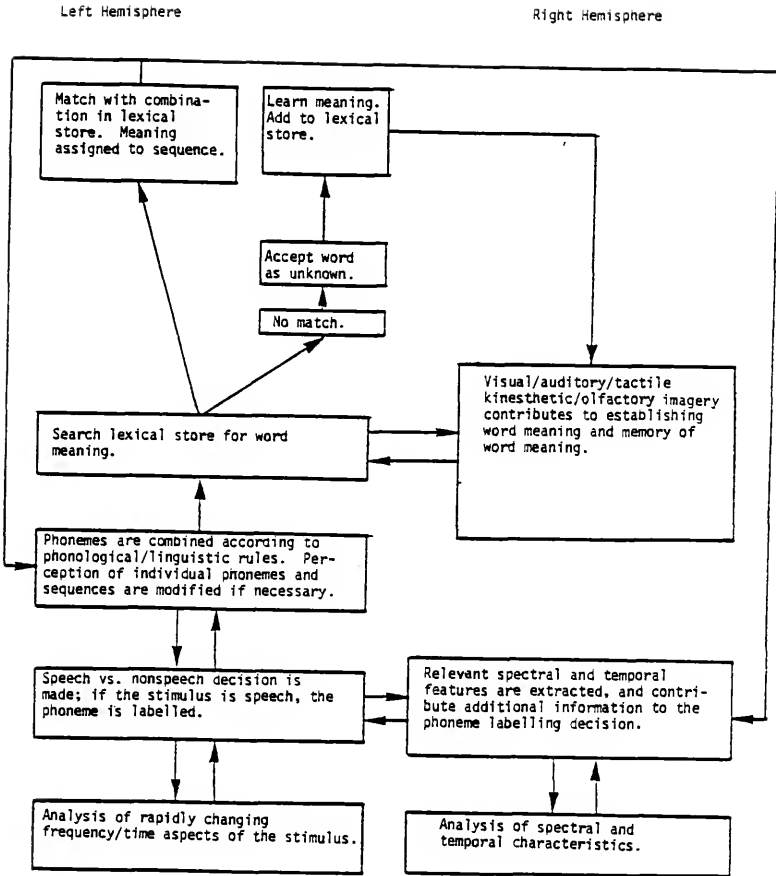 Left Hemisphere
Right Hemisphere
Match with combina-
tion in lexical
store. Meaning
assigned to sequence.
Learn meaning.
Add to lexical
store.
Accept word
as unknown.
No match.
Search lexical store for word
meaning.
Visual/auditory/tactile
kinesthetic/olfactory imagery
contributes to establishing
word meaning and memory of
word meaning.
Phonemes are combined according to
phonological/linguistic rules. Per-
ception of individual phonemes and
sequences are modified if necessary.
Speech vs. nonspeech decision is
made; if the stimulus is speech, the
phoneme is labelled.
Relevant spectral and temporal
features are extracted, and contri-
bute additional information to the
phoneme labelling decision.
Analysis of rapidly changing
frequency/time aspects of the stimulus.
Analysis of spectral and
temporal characteristics.